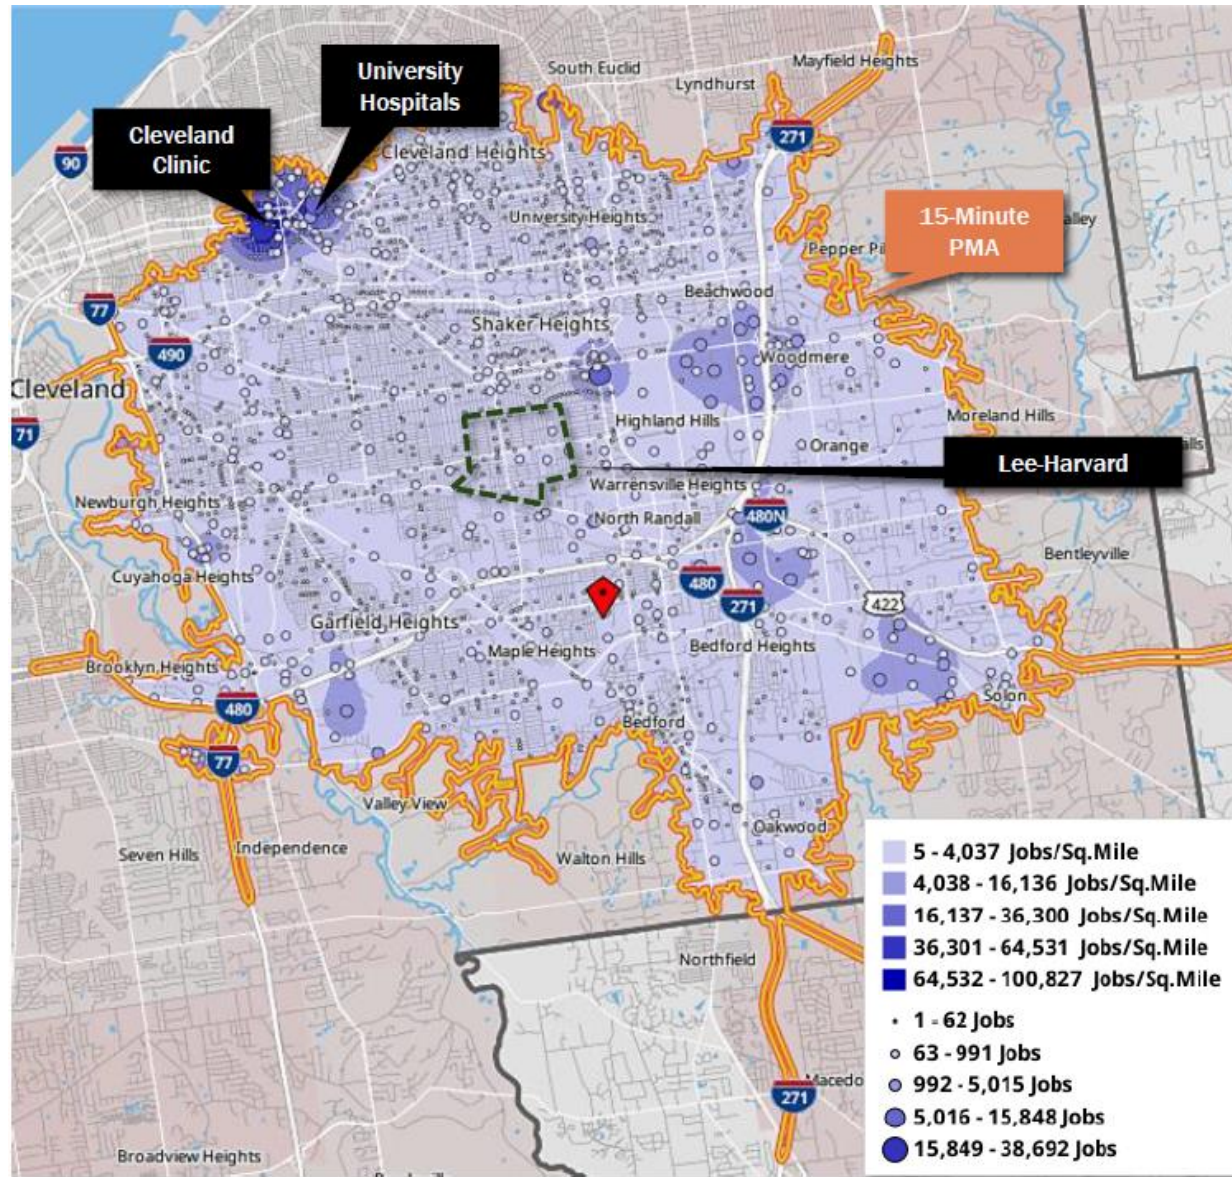 South Euclid
Mayfield Heights
Lyndhurst
University
Hospitals
Cleveland
Clinic
90
271
Cleveland Heights
University Heights
15-Minute
PMA
alley
Pepper Pi
77
Beachwood
Shaker Heights
490
Woodmere
Cleveland
71
Highland Hills
Moreland Hills
Orange
alls
Lee-Harvard
Warrensville Heights
Newburgh Heights
North Randall
480N
Bentleyville
Cuyahoga Heights
480
271
422
Garfield Heights
Maple Heights
Bedford Heights
Brooklyn Heights
Solon
480
Bedford
77
Valley View
Oakwood
Seven Hills
Independence
Walton Hills
Northfield
271
Macedo
Broadview Heights
5 - 4,037 Jobs/Sq.Mile
4,038 - 16,136 Jobs/Sq.Mile
16,137 - 36,300 Jobs/Sq.Mile
36,301 - 64,531 Jobs/Sq.Mile
64,532 - 100,827 Jobs/Sq.Mile
1 - 62 Jobs
63 - 991 Jobs
992 - 5,015 Jobs
5,016 - 15,848 Jobs
15,849 - 38,692 Jobs